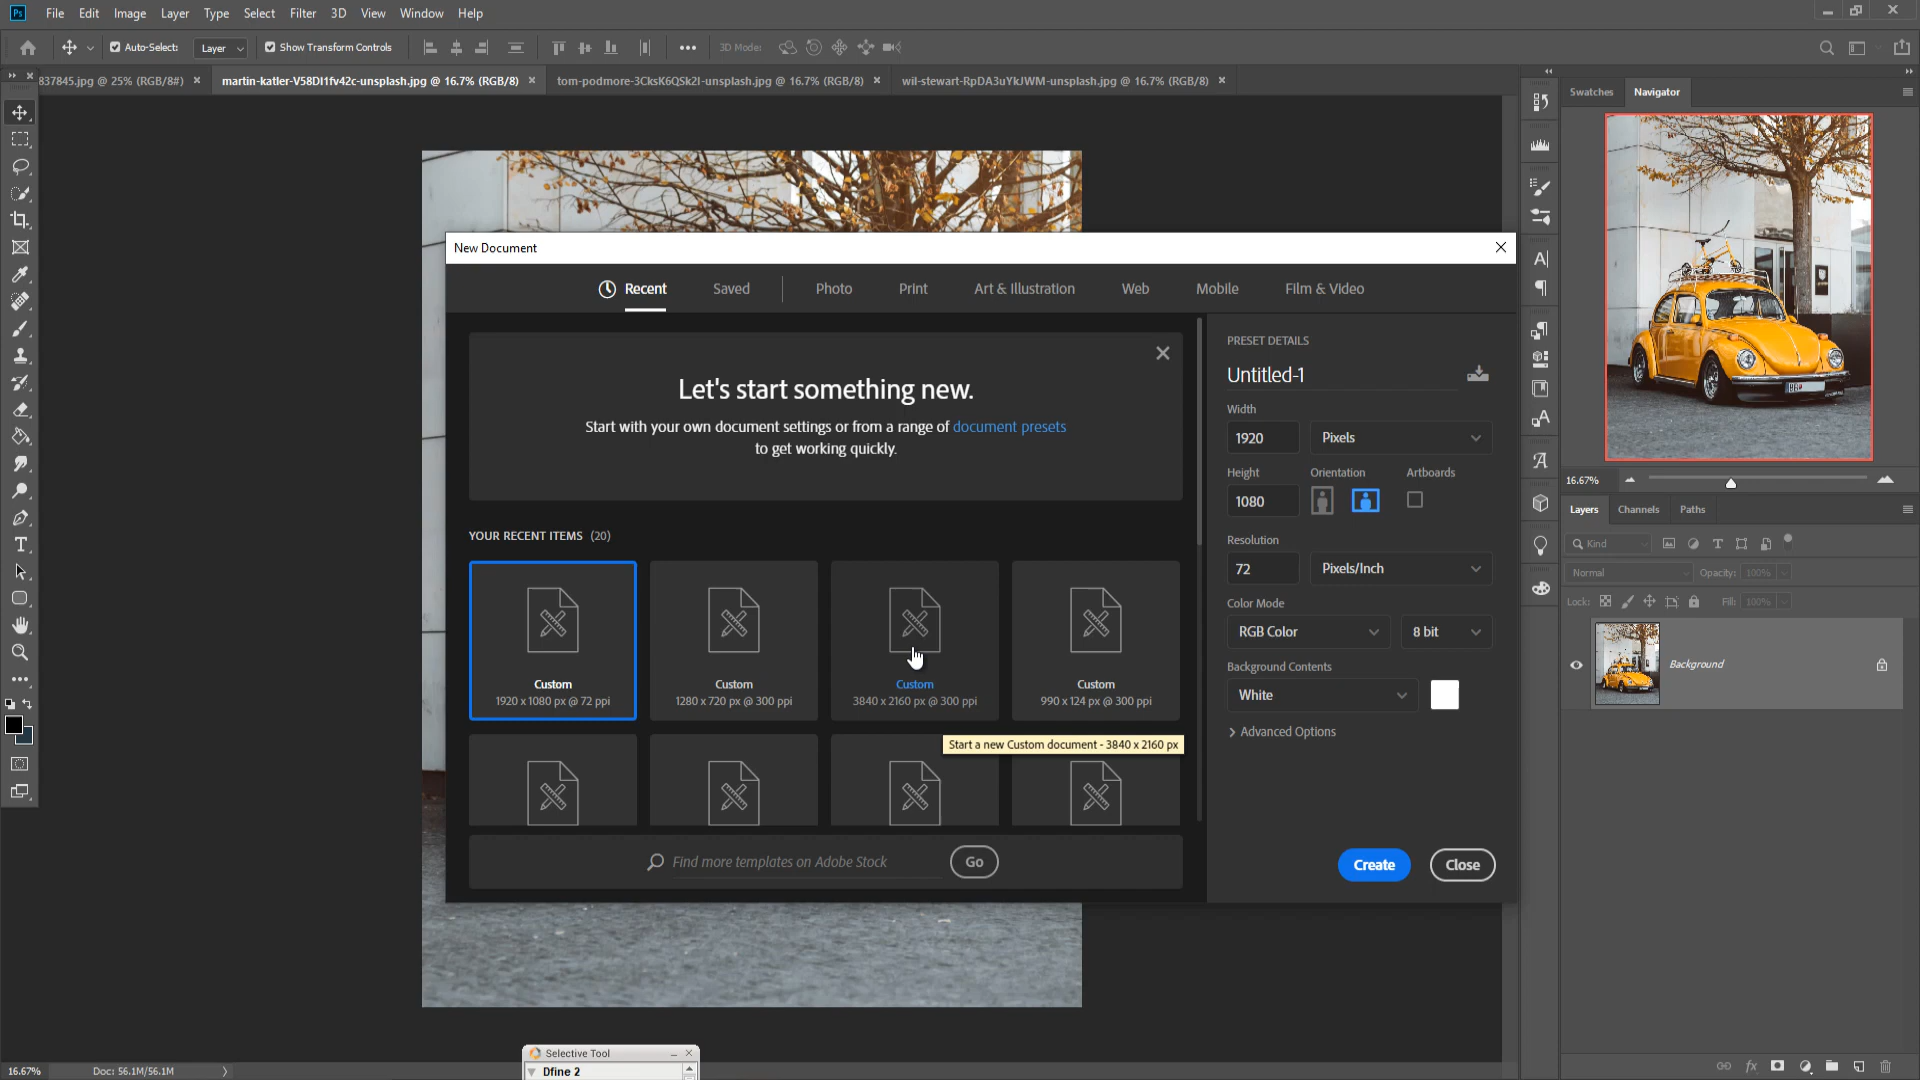 Ps File Edit Image Layer Type Select Filter 3D View Window Help
Auto-Select: Layer Show Transform Controls 3D Mode:
837845.jpg @ 25% (RGB/8#) martin-katler-V58DI1fv42c-unsplash.jpg @ 16.7% (RGB/8) tom-podmore-3CksK6QSk2I-unsplash.jpg @ 16.7% (RGB/8) wil-stewart-RpDA3uYkJWM-unsplash.jpg @ 16.7% (RGB/8)
Swatches Navigator
New Document
Recent Saved Photo Print Art & Illustration Web Mobile Film & Video
Let's start something new.
Start with your own document settings or from a range of document presets
to get working quickly.
YOUR RECENT ITEMS (20)
Custom
1920 x 1080 px @ 72 ppi
Custom
1280 x 720 px @ 300 ppi
Custom
3840 x 2160 px @ 300 ppi
Custom
990 x 124 px @ 300 ppi
Start a new Custom document - 3840 x 2160 px
Find more templates on Adobe Stock Go
PRESET DETAILS
Untitled-1
Width
1920 Pixels
Height Orientation Artboards
1080
Resolution
72 Pixels/Inch
Color Mode
RGB Color 8 bit
Background Contents
White
Advanced Options
Create Close
16.67%
Layers Channels Paths
Kind
Normal Opacity: 100%
Lock: Fill: 100%
Background
16.67% Doc: 56.1M/56.1M
Selective Tool
Dfine 2